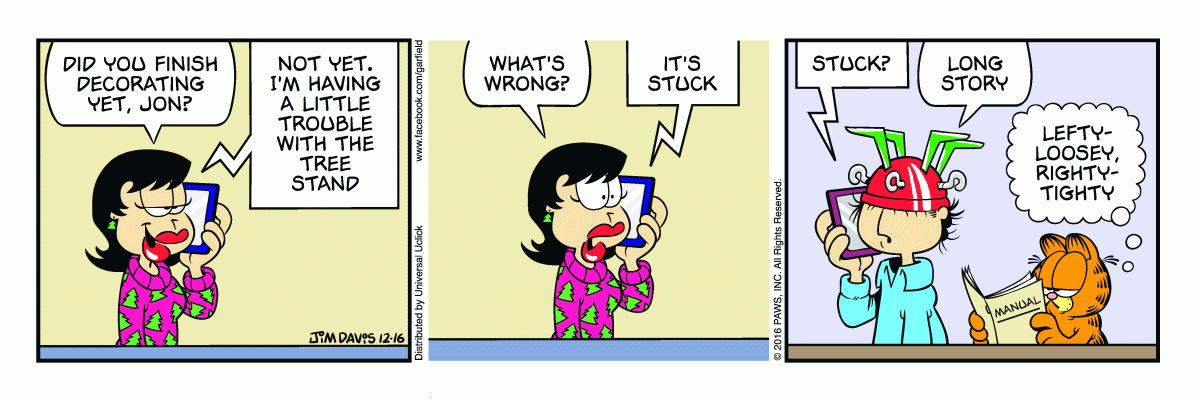 DID YOU FINISH
DECORATING
YET, JON?
NOT YET.
I'M HAVING
A LITTLE
TROUBLE
WITH THE
TREE
STAND
JIM DAVIS 12·16
www.facebook.com/garfield
Distributed by Universal Uclick
WHAT'S
WRONG?
IT'S
STUCK
© 2016 PAWS, INC. All Rights Reserved.
STUCK?
LONG
STORY
LEFTY-
LOOSEY,
RIGHTY-
TIGHTY
MANUAL